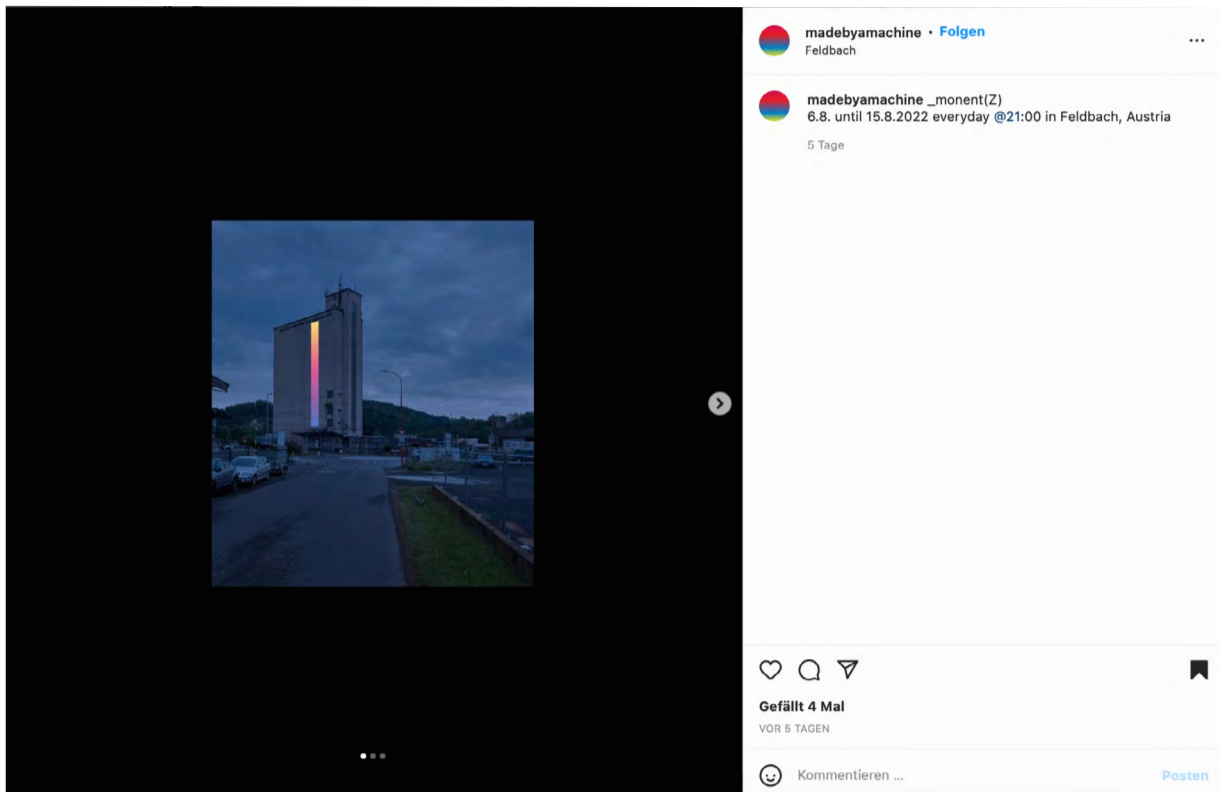 madebyamachine • Folgen
Feldbach
madebyamachine _monent(Z)
6.8. until 15.8.2022 everyday @21:00 in Feldbach, Austria
5 Tage
Gefällt 4 Mal
VOR 5 TAGEN
Kommentieren ...
Posten